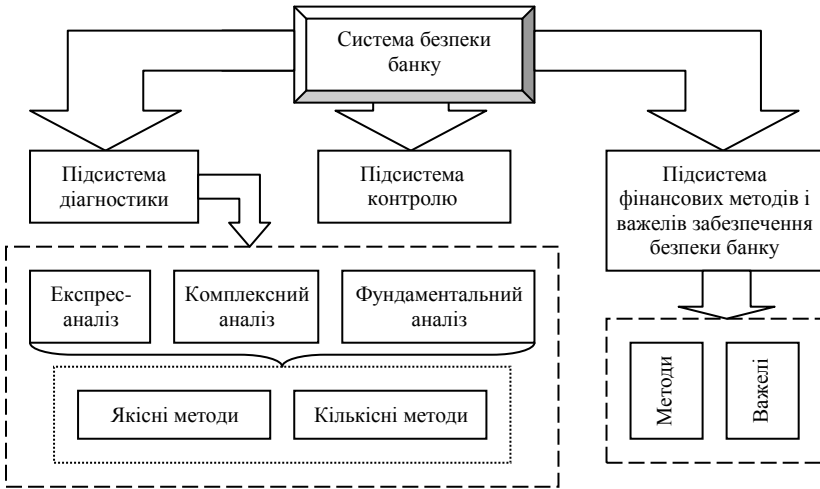 Система безпеки
банку
Підсистема
діагностики
Підсистема
контролю
Підсистема
фінансових методів і
важелів забезпечення
безпеки банку
Експрес-
аналіз
Комплексний
аналіз
Фундаментальний
аналіз
Якісні методи
Кількісні методи
Методи
Важелі